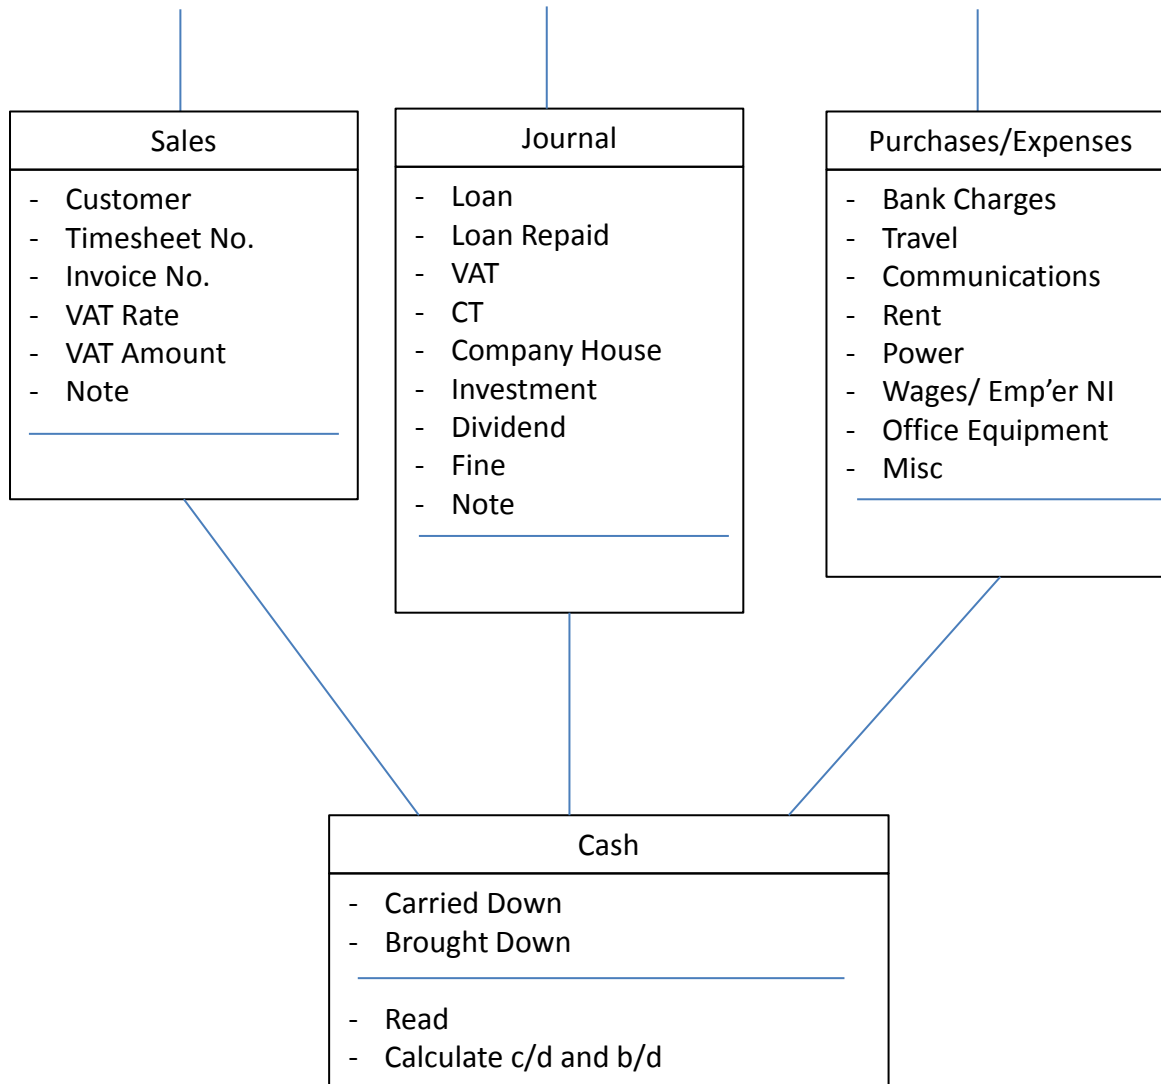 Sales
- Customer
- Timesheet No.
- Invoice No.
- VAT Rate
- VAT Amount
- Note
Journal
- Loan
- Loan Repaid
- VAT
- CT
- Company House
- Investment
- Dividend
- Fine
- Note
Purchases/Expenses
- Bank Charges
- Travel
- Communications
- Rent
- Power
- Wages/ Emp’er NI
- Office Equipment
- Misc
Cash
- Carried Down
- Brought Down
- Read
- Calculate c/d and b/d